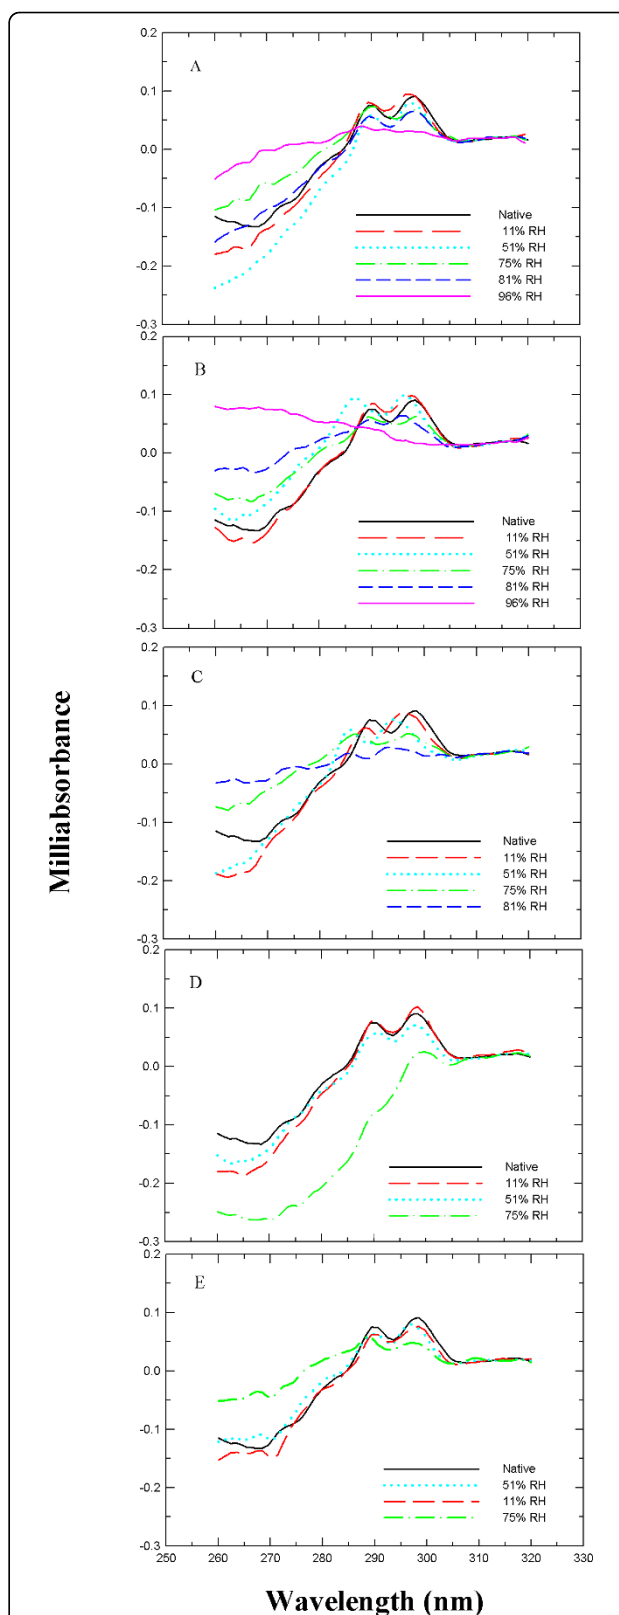 0.2
A
0.1
0.0
-0.1
-0.2
-0.3
Native
11% RH
51% RH
75% RH
81% RH
96% RH
0.2
B
0.1
0.0
-0.1
-0.2
-0.3
Native
11% RH
51% RH
75% RH
81% RH
96% RH
0.2
C
0.1
0.0
-0.1
-0.2
-0.3
Native
11% RH
51% RH
75% RH
81% RH
Milliabsorbance
0.2
D
0.1
0.0
-0.1
-0.2
-0.3
Native
11% RH
51% RH
75% RH
0.2
E
0.1
0.0
-0.1
-0.2
-0.3
Native
51% RH
11% RH
75% RH
250 260 270 280 290 300 310 320 330
Wavelength (nm)